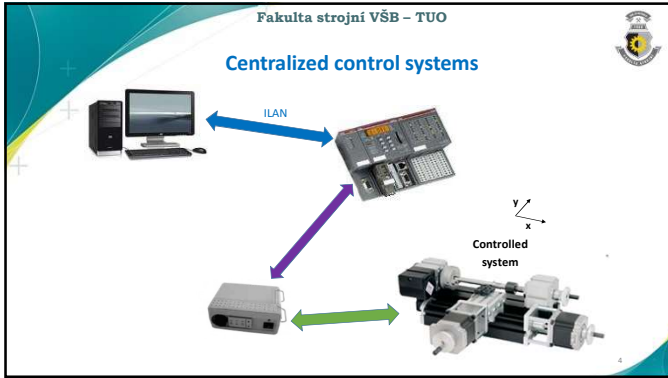 Fakulta strojní VŠB – TUO
Centralized control systems
ILAN
y
x
Controlled
system
4